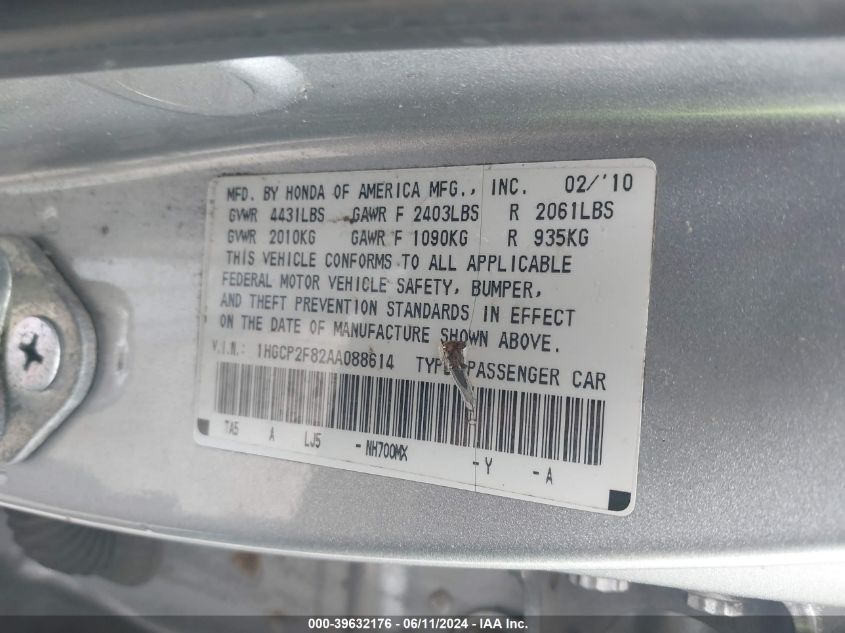 MFD. BY HONDA OF AMERICA MFG., INC. 02/'10
GVWR 4431LBS GAWR F 2403LBS R 2061LBS
GVWR 2010KG GAWR F 1090KG R 935KG
THIS VEHICLE CONFORMS TO ALL APPLICABLE
FEDERAL MOTOR VEHICLE SAFETY, BUMPER,
AND THEFT PREVENTION STANDARDS IN EFFECT
ON THE DATE OF MANUFACTURE SHOWN ABOVE.
V.I.N.: 1HGCP2F82AA088614 TYPE: PASSENGER CAR
TA5 A LJ5 -NH700MX -Y -A
000-39632176 - 06/11/2024 - IAA Inc.